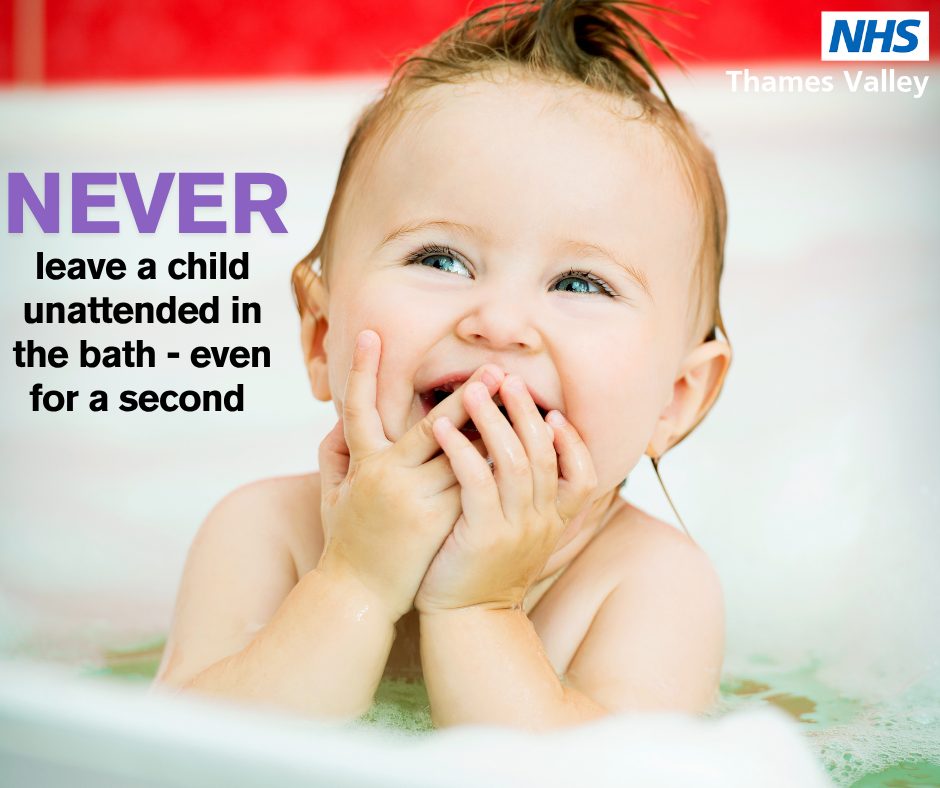 NHS
Thames Valley
NEVER
leave a child
unattended in
the bath - even
for a second